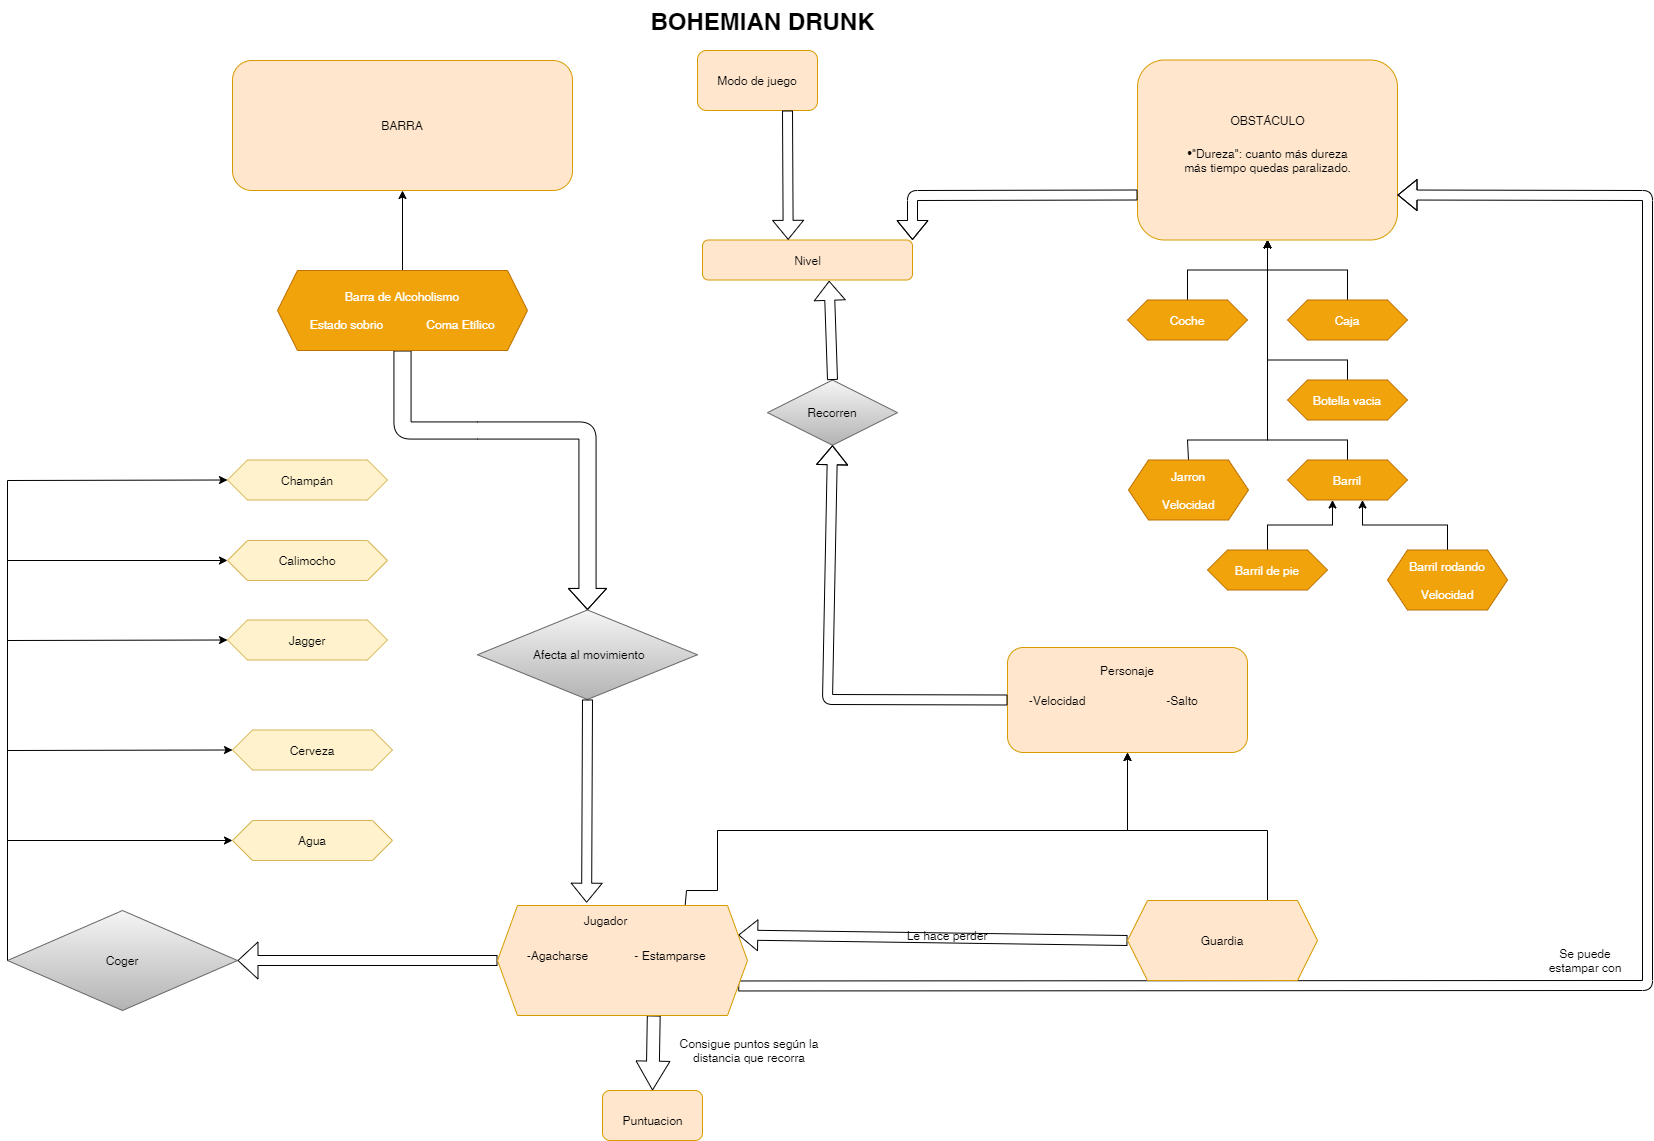 BOHEMIAN DRUNK
Modo de juego
BARRA
OBSTÁCULO
•"Dureza": cuanto más dureza
más tiempo quedas paralizado.
Nivel
Barra de Alcoholismo
Estado sobrio
Coma Etílico
Coche
Caja
Recorren
Botella vacia
Champán
Jarron
Velocidad
Barril
Calimocho
Barril de pie
Barril rodando
Velocidad
Jagger
Afecta al movimiento
Personaje
-Velocidad
-Salto
Cerveza
Agua
Jugador
-Agacharse
- Estamparse
Le hace perder
Guardia
Coger
Se puede
estampar con
Consigue puntos según la
distancia que recorra
Puntuacion